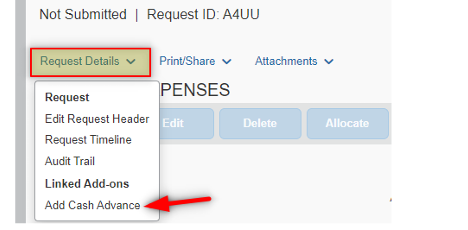 Not Submitted | Request ID: A4UU
Request Details Print/Share Attachments
PENSES
Request
Edit Request Header
Edit Delete Allocate
Request Timeline
Audit Trail
Linked Add-ons
Add Cash Advance